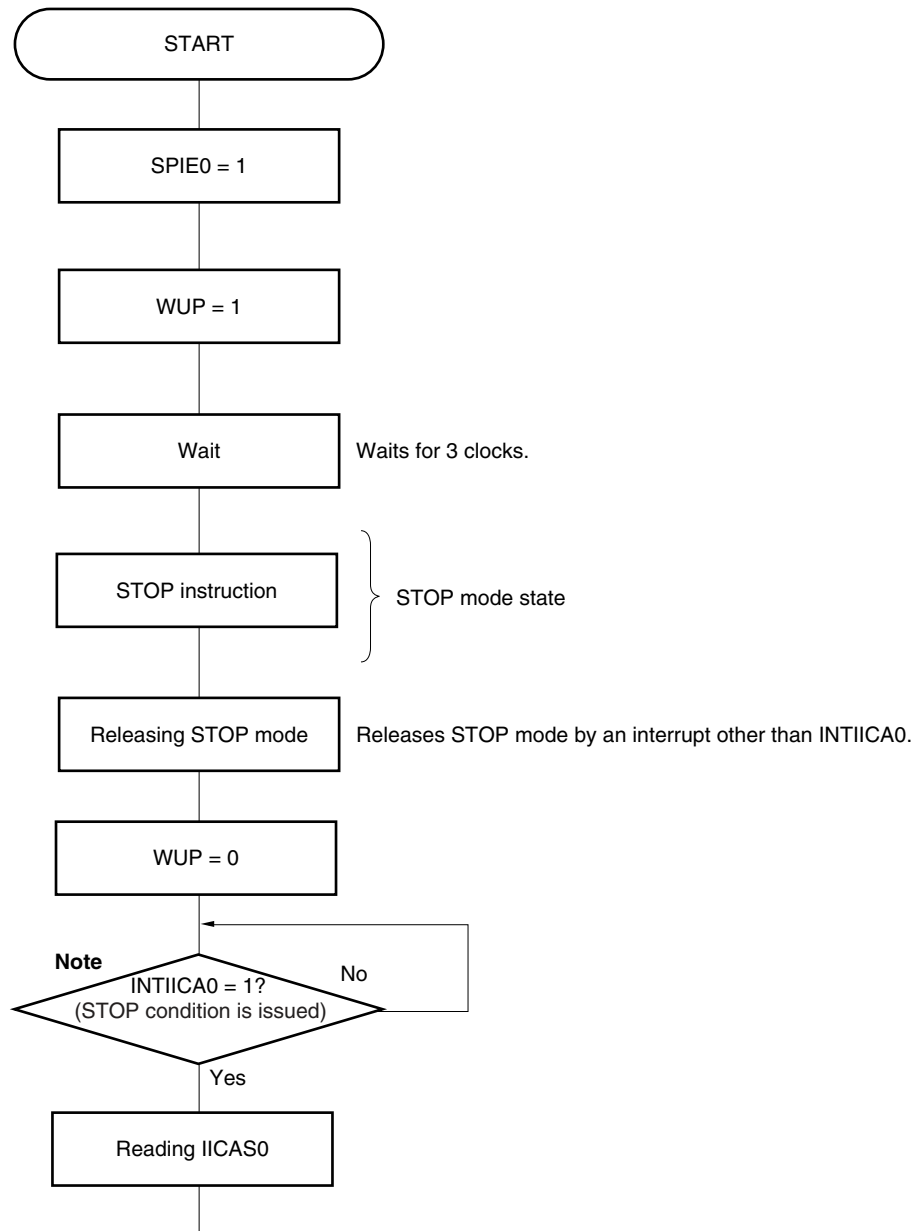 START
SPIE0 = 1
WUP = 1
Wait
Waits for 3 clocks.
STOP instruction
STOP mode state
Releasing STOP mode
Releases STOP mode by an interrupt other than INTIICA0.
WUP = 0
Note
INTIICA0 = 1?
(STOP condition is issued)
No
Yes
Reading IICAS0